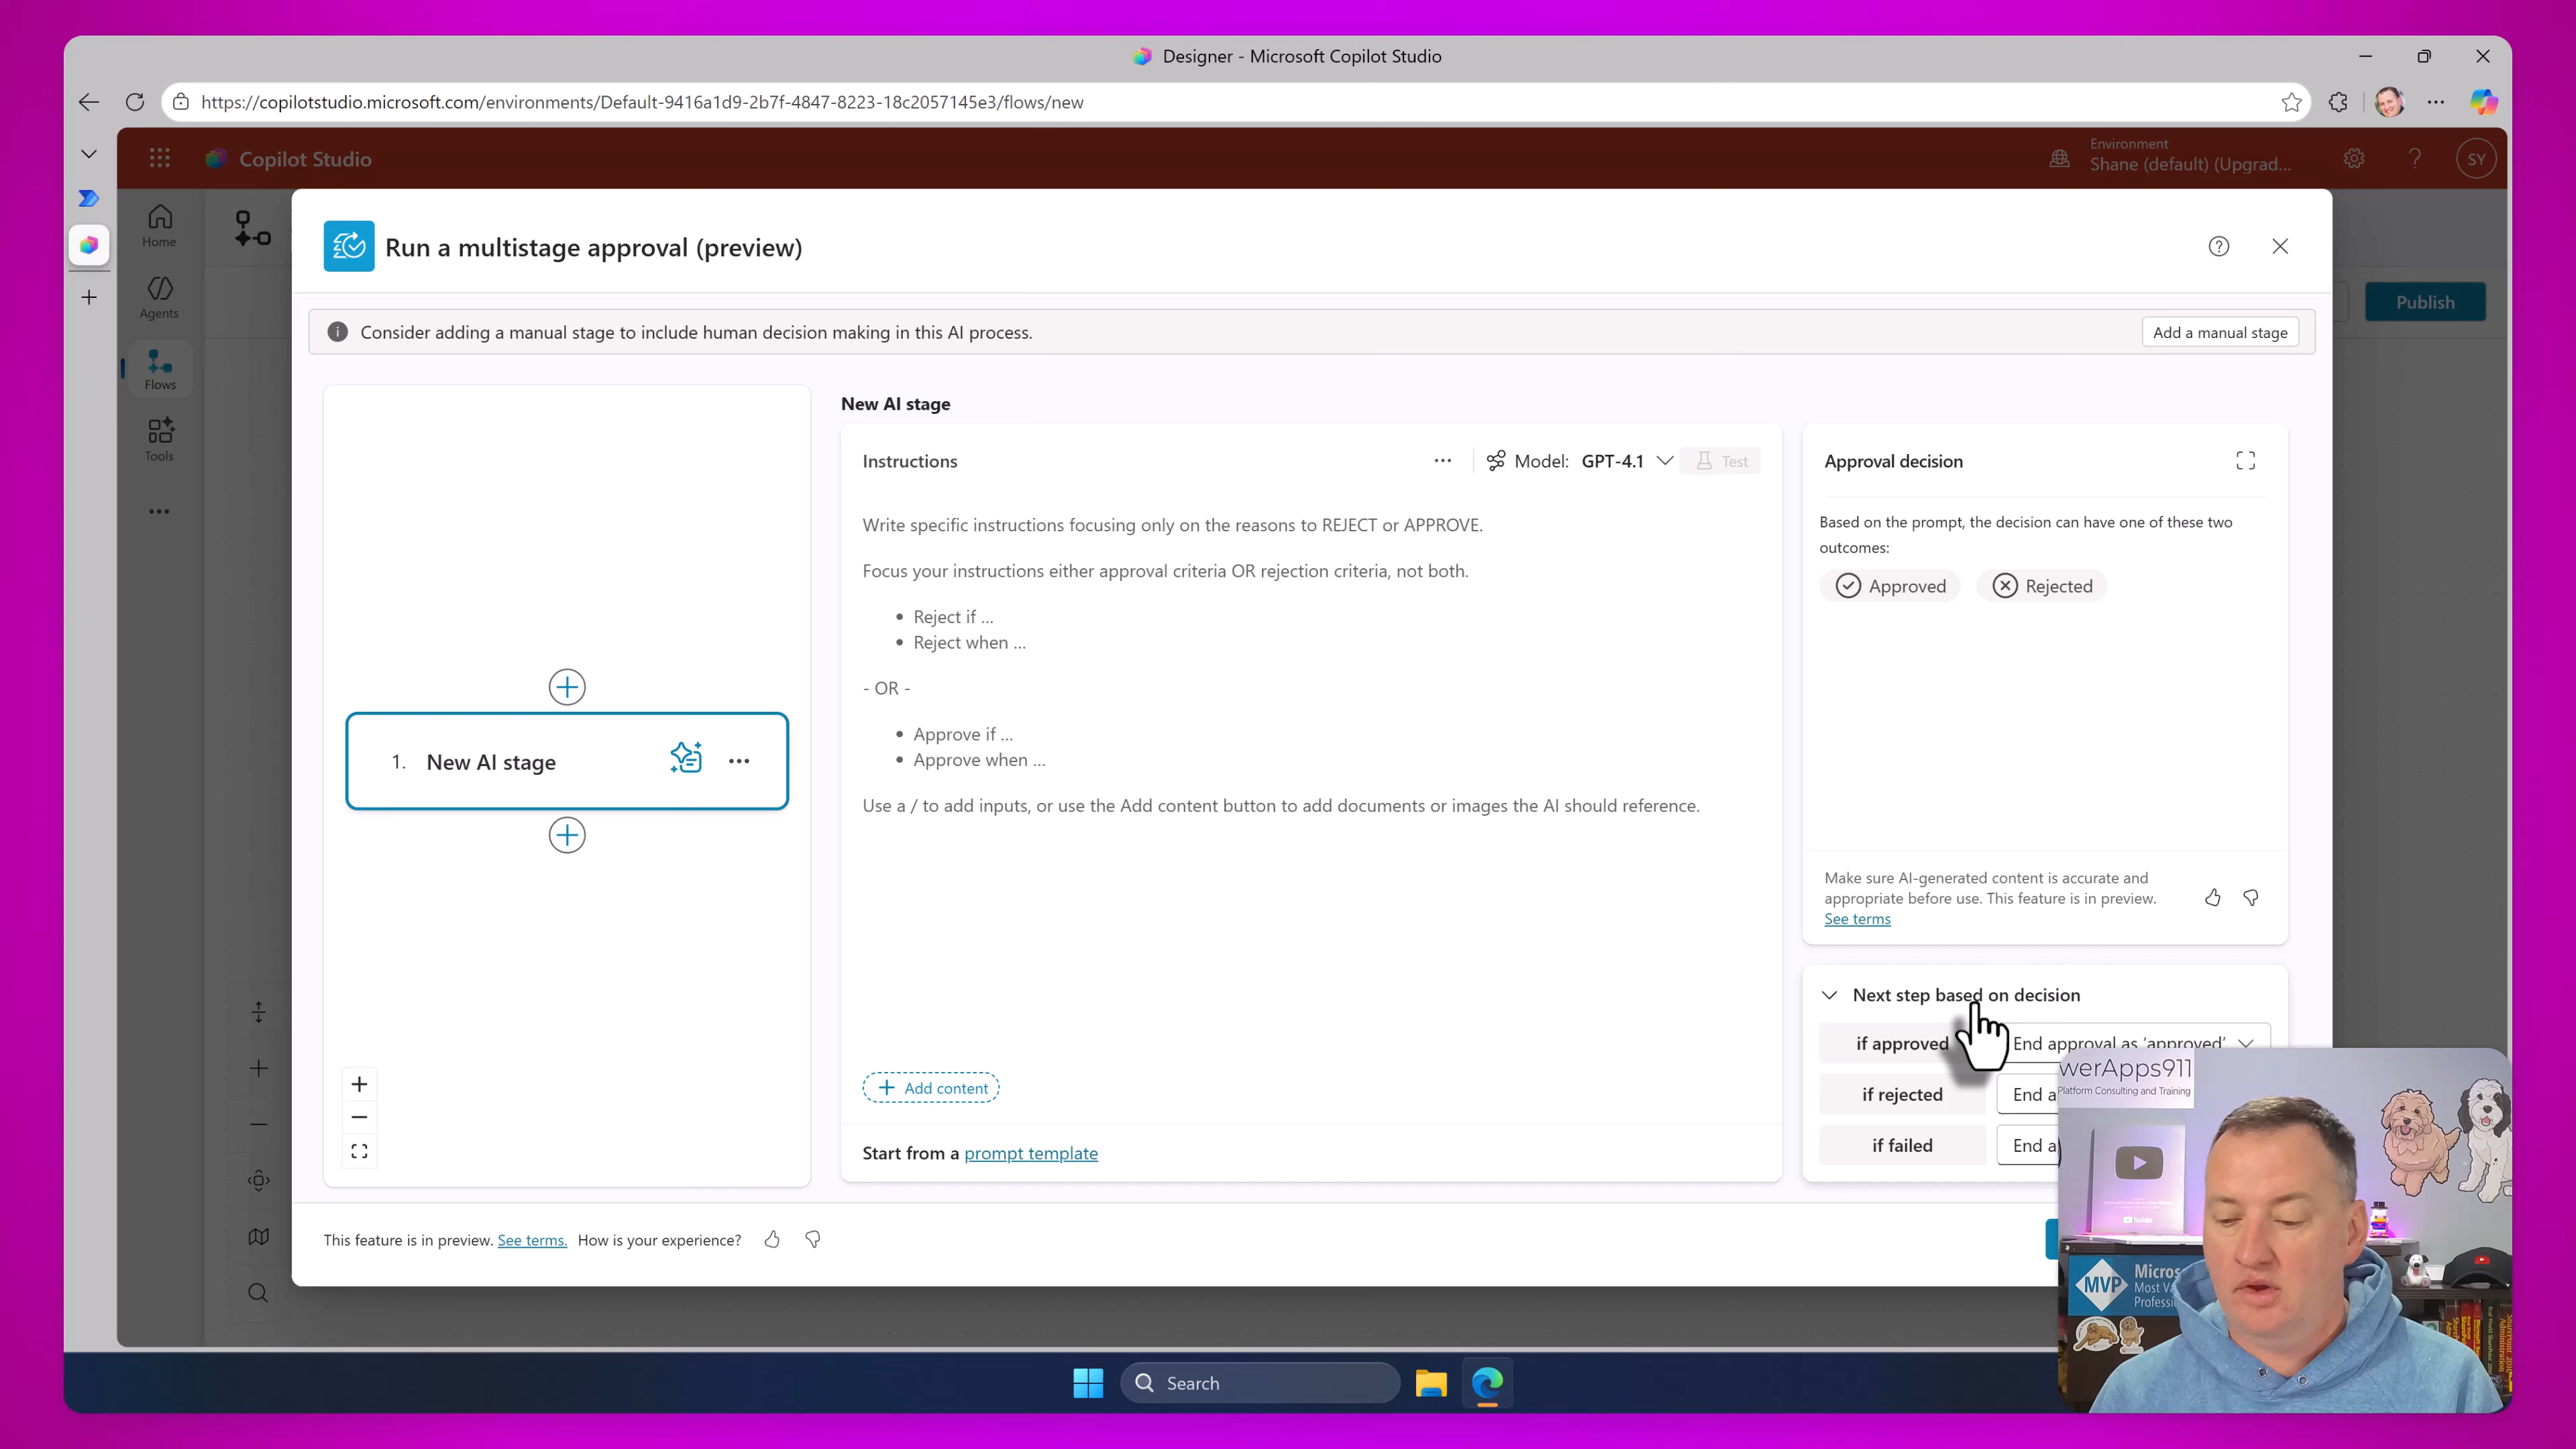 Designer - Microsoft Copilot Studio
https://copilotstudio.microsoft.com/environments/Default-9416a1d9-2b7f-4847-8223-18c2057145e3/flows/new
Copilot Studio
Environment
Shane (default) (Upgrad...
SY
Home
Agents
Flows
Tools
Publish
Run a multistage approval (preview)
Consider adding a manual stage to include human decision making in this AI process.
Add a manual stage
1. New AI stage
New AI stage
Instructions
Model: GPT-4.1
Test
Write specific instructions focusing only on the reasons to REJECT or APPROVE.
Focus your instructions either approval criteria OR rejection criteria, not both.
• Reject if ...
• Reject when ...
- OR -
• Approve if ...
• Approve when ...
Use a / to add inputs, or use the Add content button to add documents or images the AI should reference.
Add content
Start from a prompt template
Approval decision
Based on the prompt, the decision can have one of these two
outcomes:
Approved
Rejected
Make sure AI-generated content is accurate and
appropriate before use. This feature is in preview.
See terms
Next step based on decision
if approved
End approval as 'approved'
if rejected
End a
if failed
End a
This feature is in preview. See terms. How is your experience?
werApps911
Platform Consulting and Training
YouTube
MVP
Micros
Most Va
Professi
Search